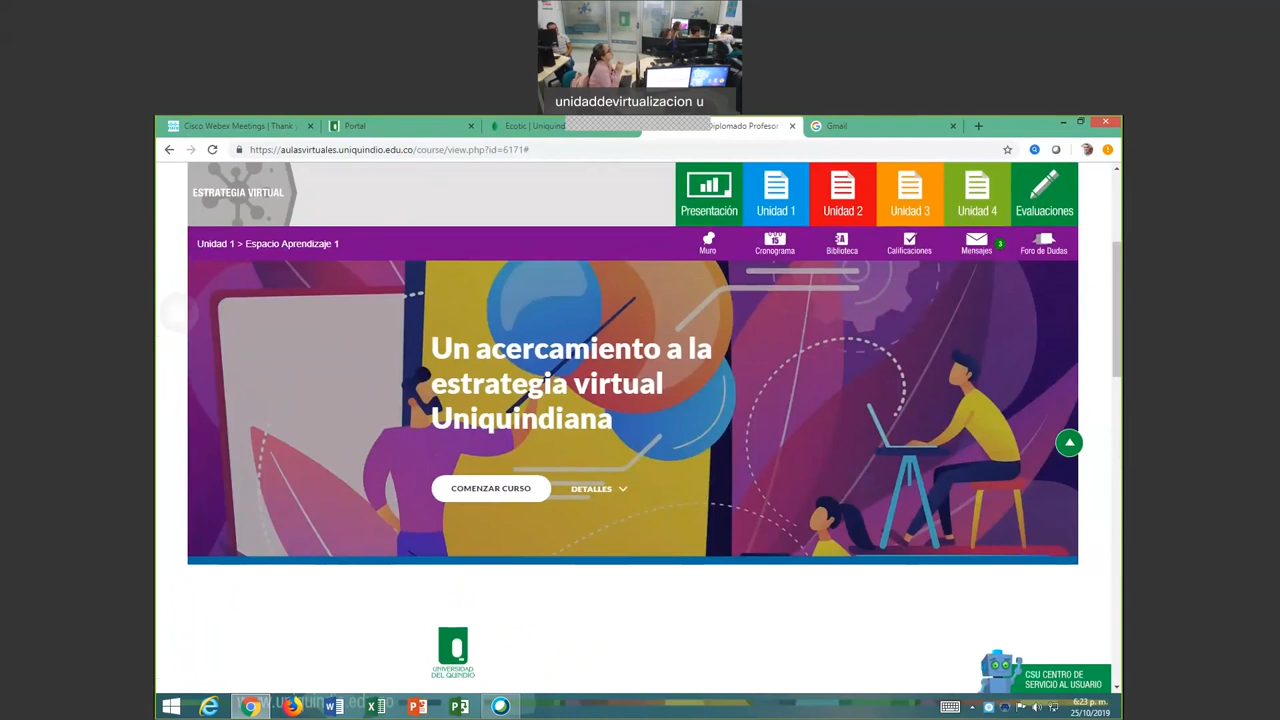 unidaddevirtualizacion u
Cisco Webex Meetings | Thank
Portal
Ecotic | Uniquind
iplomado Profesor
Gmail
https://aulasvirtuales.uniquindio.edu.co/course/view.php?id=6171#
ESTRATEGIA VIRTUAL
Presentación
Unidad 1
Unidad 2
Unidad 3
Unidad 4
Evaluaciones
Unidad 1 > Espacio Aprendizaje 1
Muro
15
Cronograma
Biblioteca
Calificaciones
Mensajes
3
Foro de Dudas
Un acercamiento a la
estrategia virtual
Uniquindiana
COMENZAR CURSO
DETALLES
UNIVERSIDAD
DEL QUINDÍO
CSU CENTRO DE
SERVICIO AL USUARIO
6:23 p. m.
25/10/2019